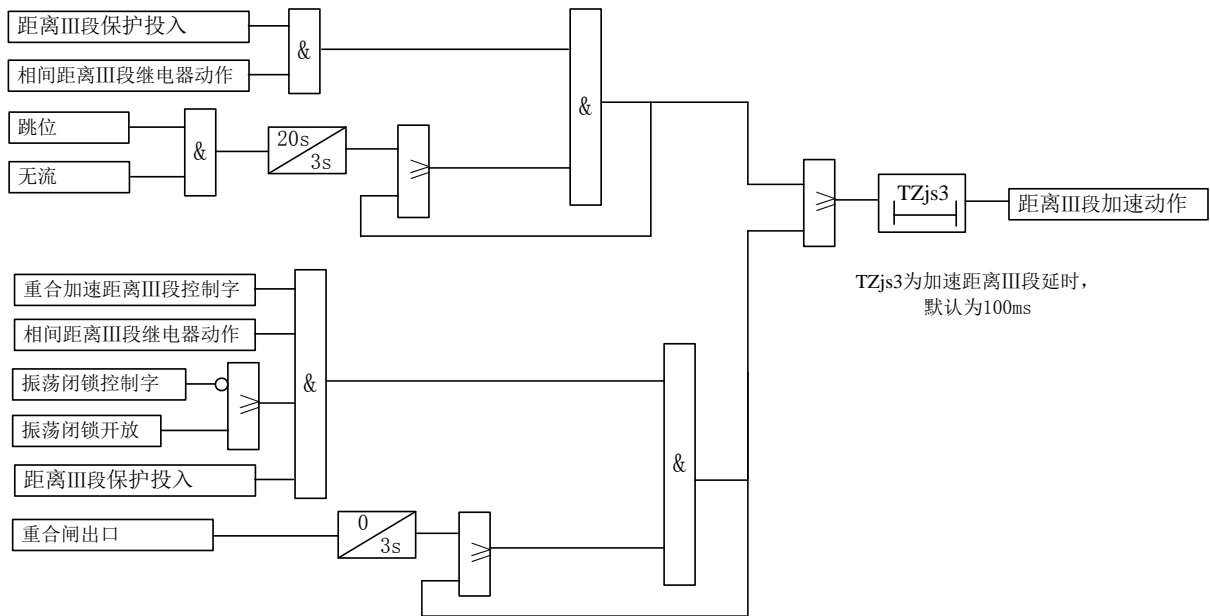 距离Ⅲ段保护投入
&
相间距离Ⅲ段继电器动作
&
跳位
&
无流
20s
3s
≥
≥
TZjs3
距离Ⅲ段加速动作
TZjs3为加速距离Ⅲ段延时，
默认为100ms
重合加速距离Ⅲ段控制字
相间距离Ⅲ段继电器动作
振荡闭锁控制字
≥
&
振荡闭锁开放
&
距离Ⅲ段保护投入
重合闸出口
0
3s
≥